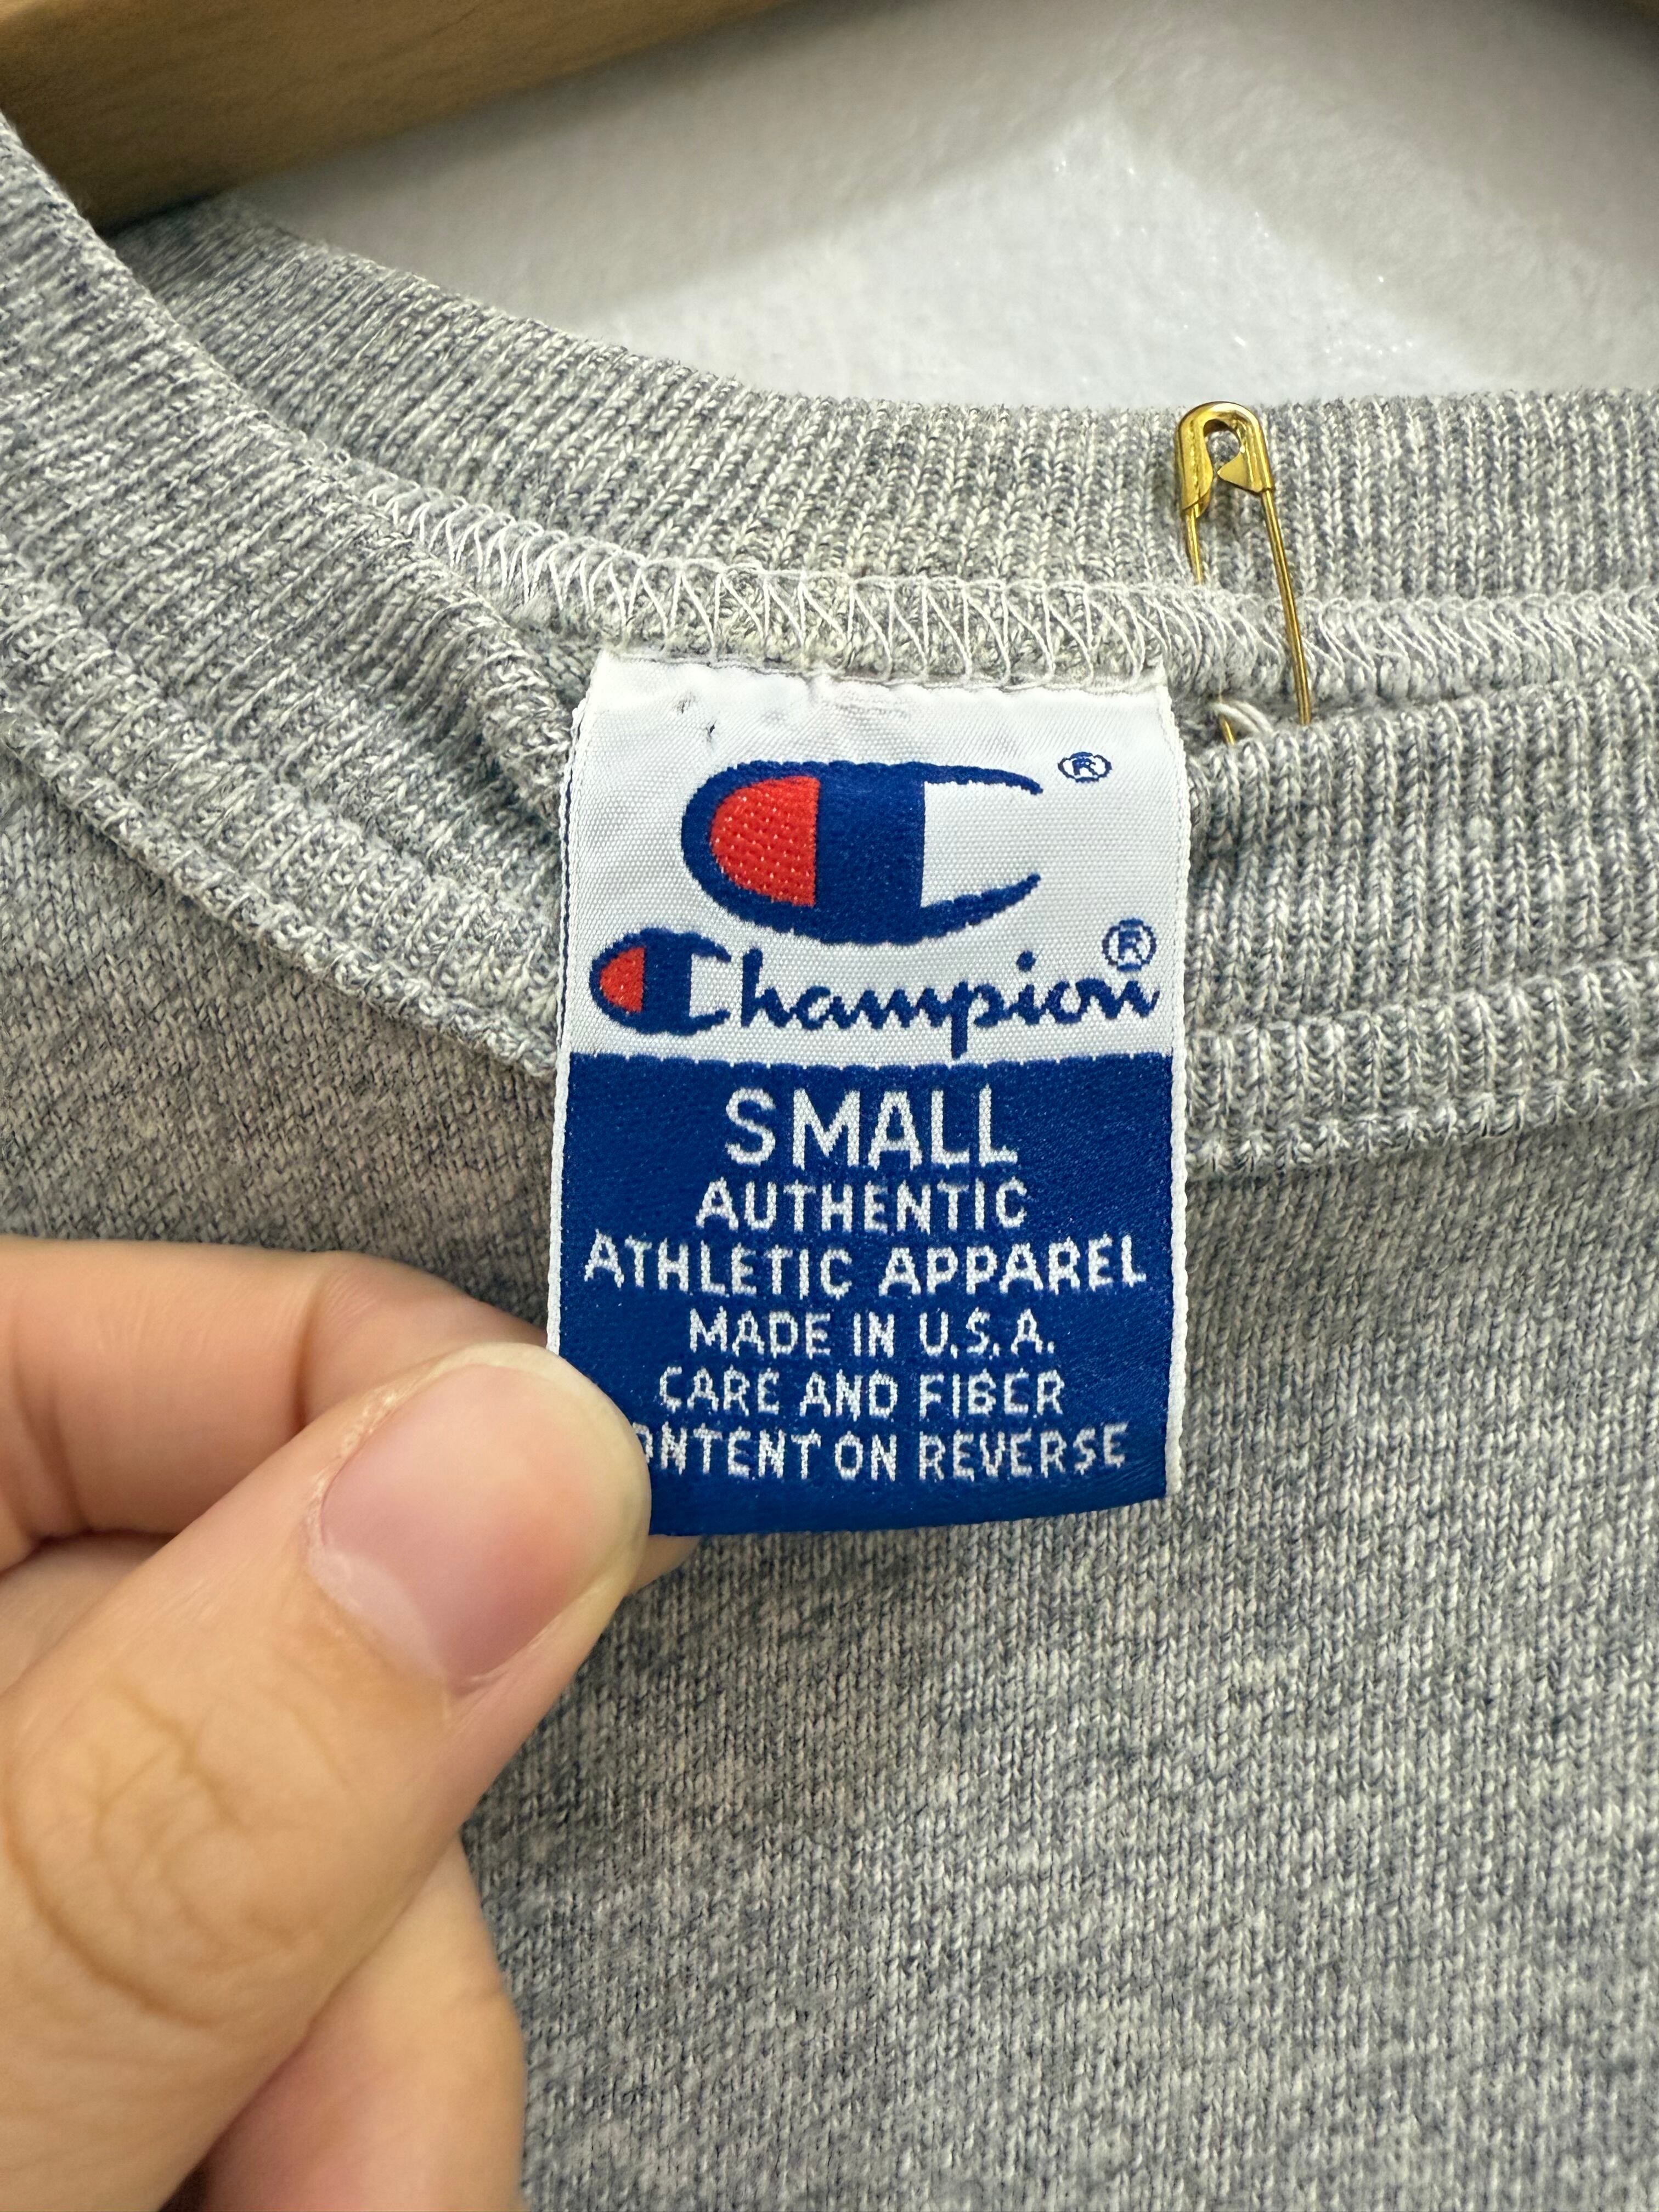 ®
Champion®
SMALL
AUTHENTIC
ATHLETIC APPAREL
MADE IN U.S.A.
CARE AND FIBER
ONTENT ON REVERSE